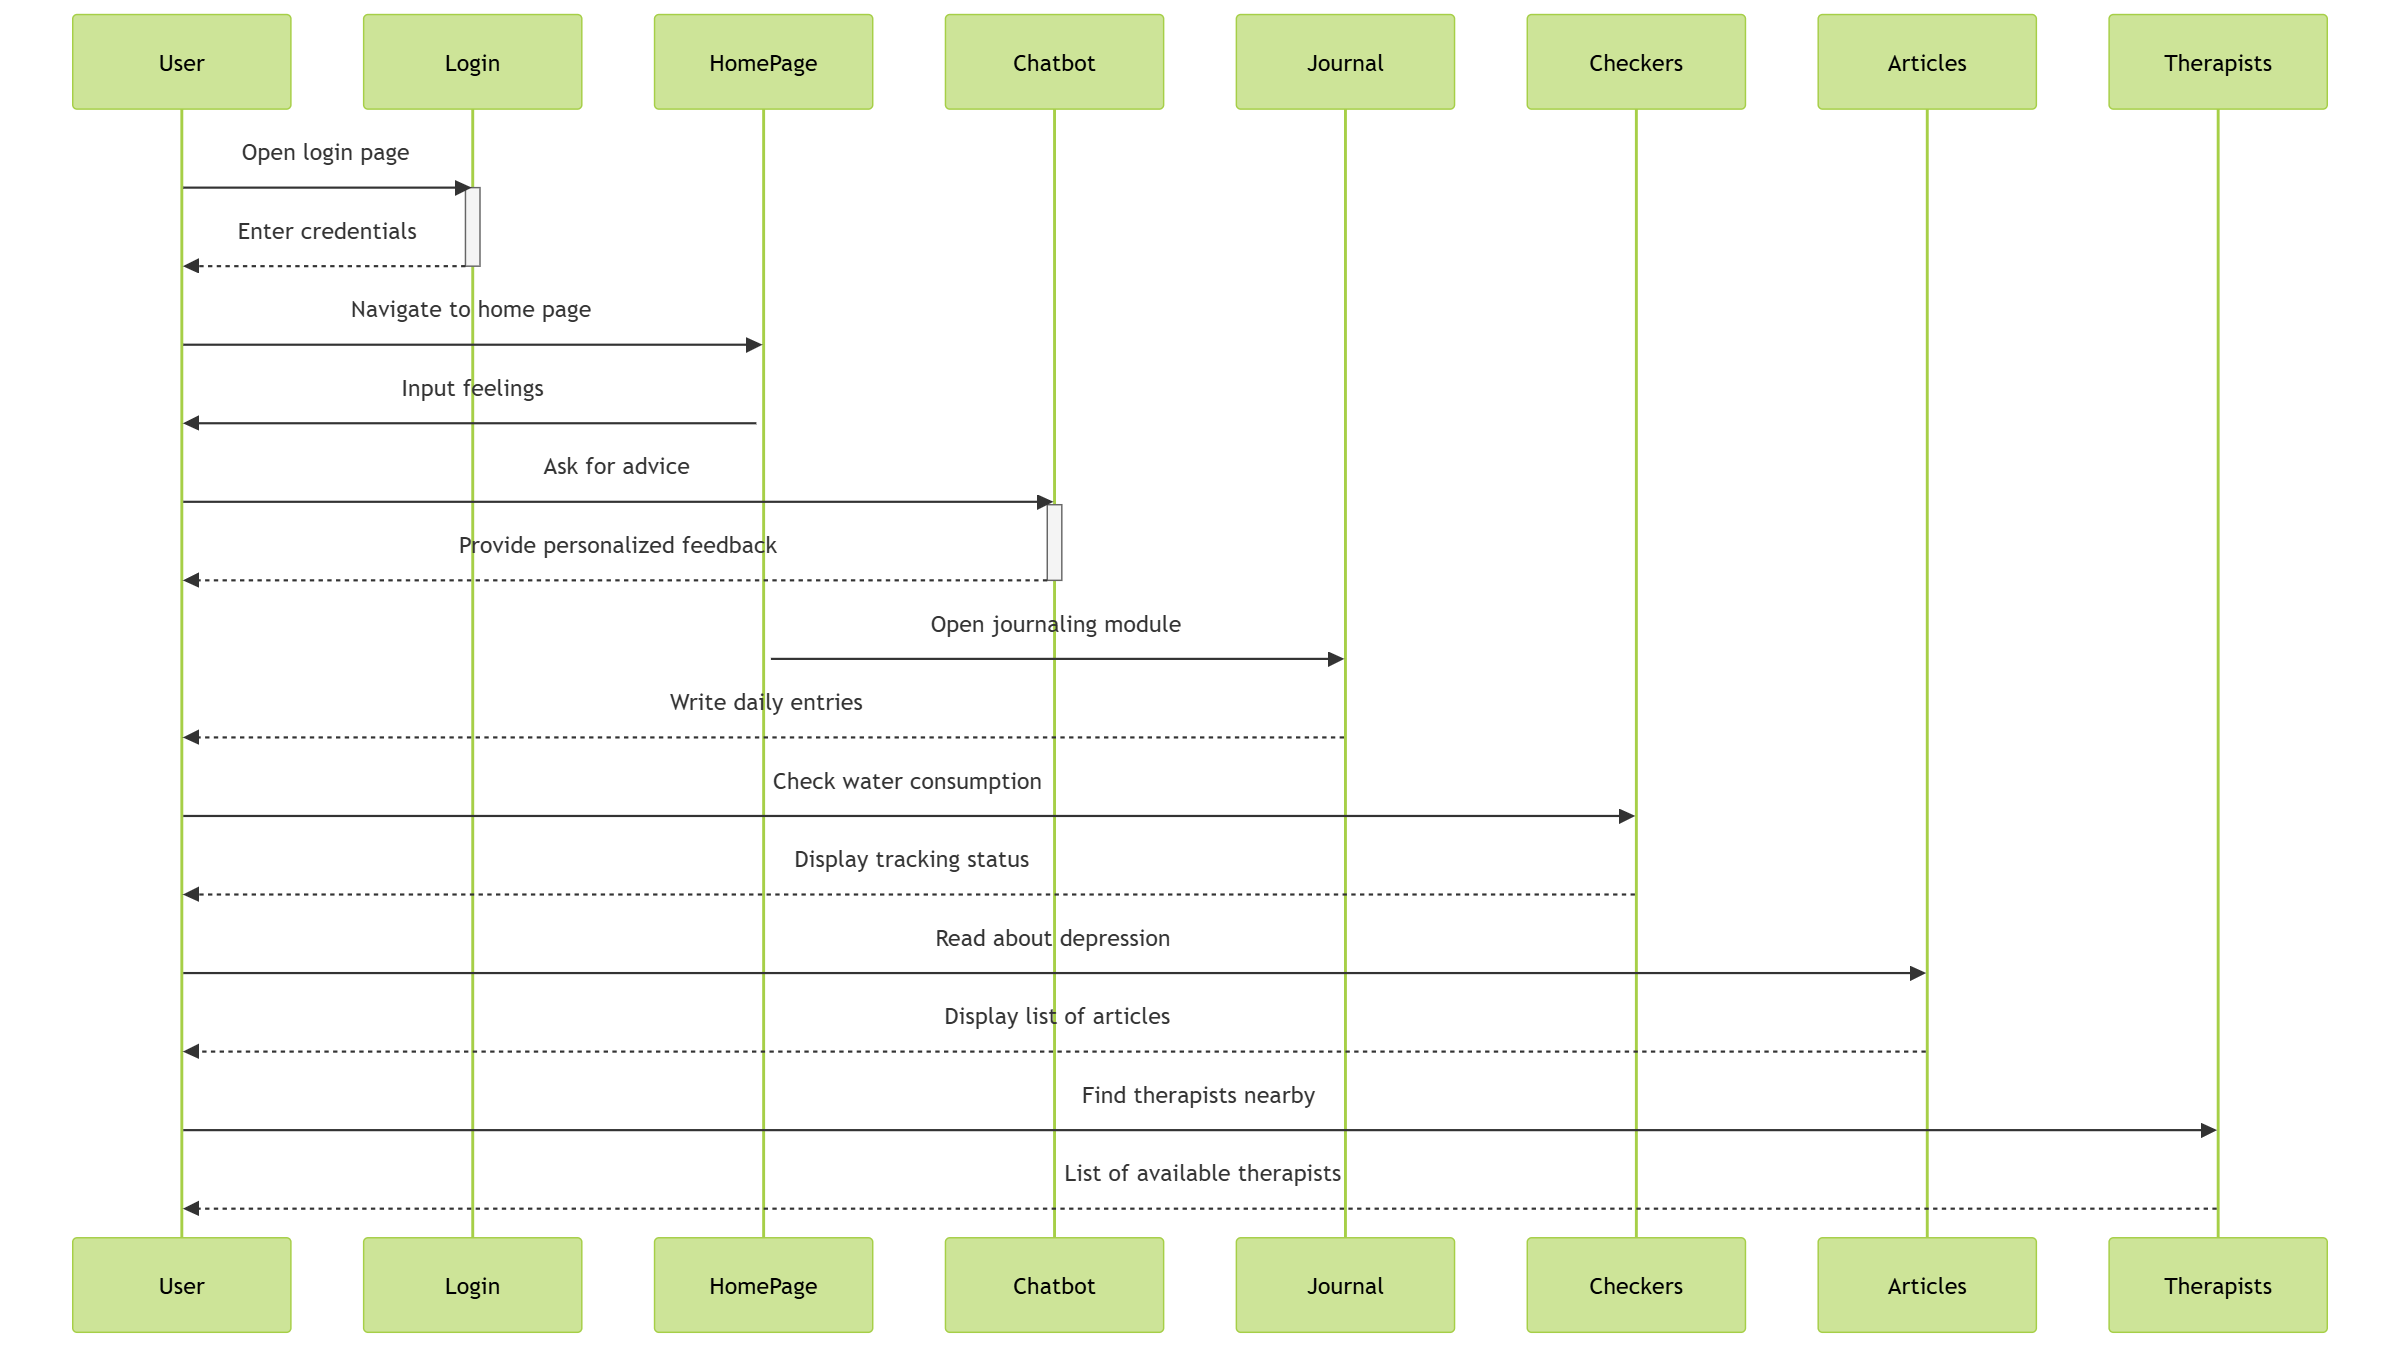 User
Login
HomePage
Chatbot
Journal
Checkers
Articles
Therapists
Open login page
Enter credentials
Navigate to home page
Input feelings
Ask for advice
Provide personalized feedback
Open journaling module
Write daily entries
Check water consumption
Display tracking status
Read about depression
Display list of articles
Find therapists nearby
List of available therapists
User
Login
HomePage
Chatbot
Journal
Checkers
Articles
Therapists